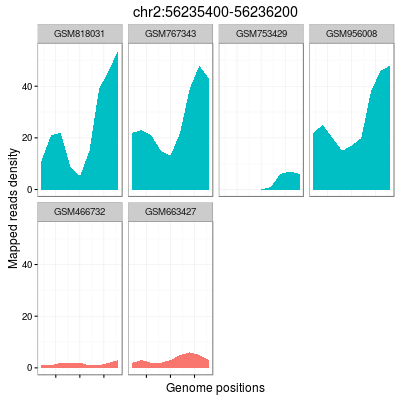 chr2:56235400-56236200
GSM818031 GSM767343 GSM753429 GSM956008
40
20
0
GSM466732 GSM663427
40
20
0
Mapped reads density
Genome positions